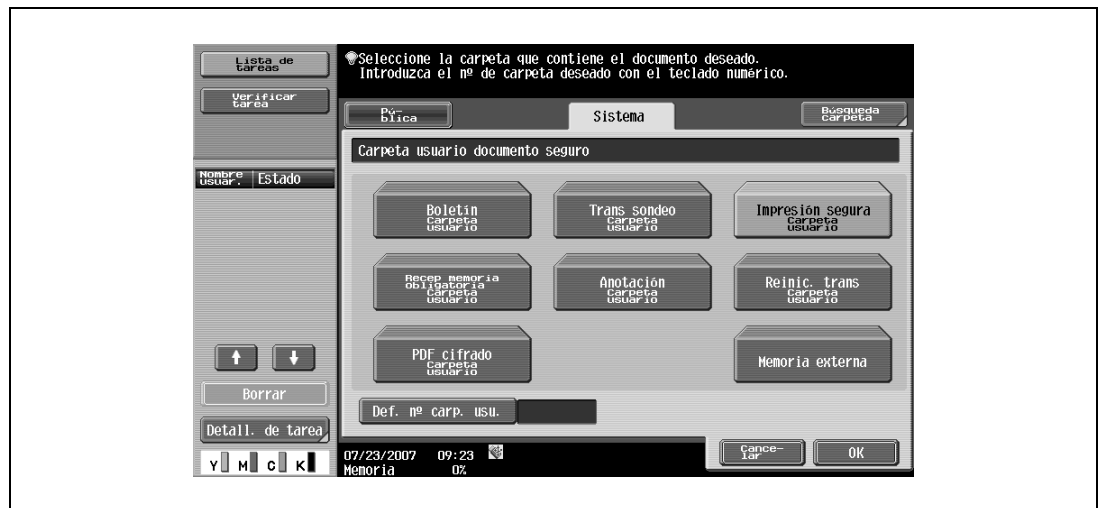 Lista de
tareas
Verificar
tarea
Nombre
usuar.
Estado
Borrar
Detall. de tarea
Y M C K
Seleccione la carpeta que contiene el documento deseado.
Introduzca el nº de carpeta deseado con el teclado numérico.
Pú-
blica
Sistema
Búsqueda
carpeta
Carpeta usuario documento seguro
Boletín
Carpeta
usuario
Trans sondeo
Carpeta
usuario
Impresión segura
Carpeta
usuario
Recep memoria
obligatoria
Carpeta
usuario
Anotación
Carpeta
usuario
Reinic. trans
Carpeta
usuario
PDF cifrado
Carpeta
usuario
Memoria externa
Def. nº carp. usu.
07/23/2007 09:23
Memoria 0%
Cance-
lar
OK